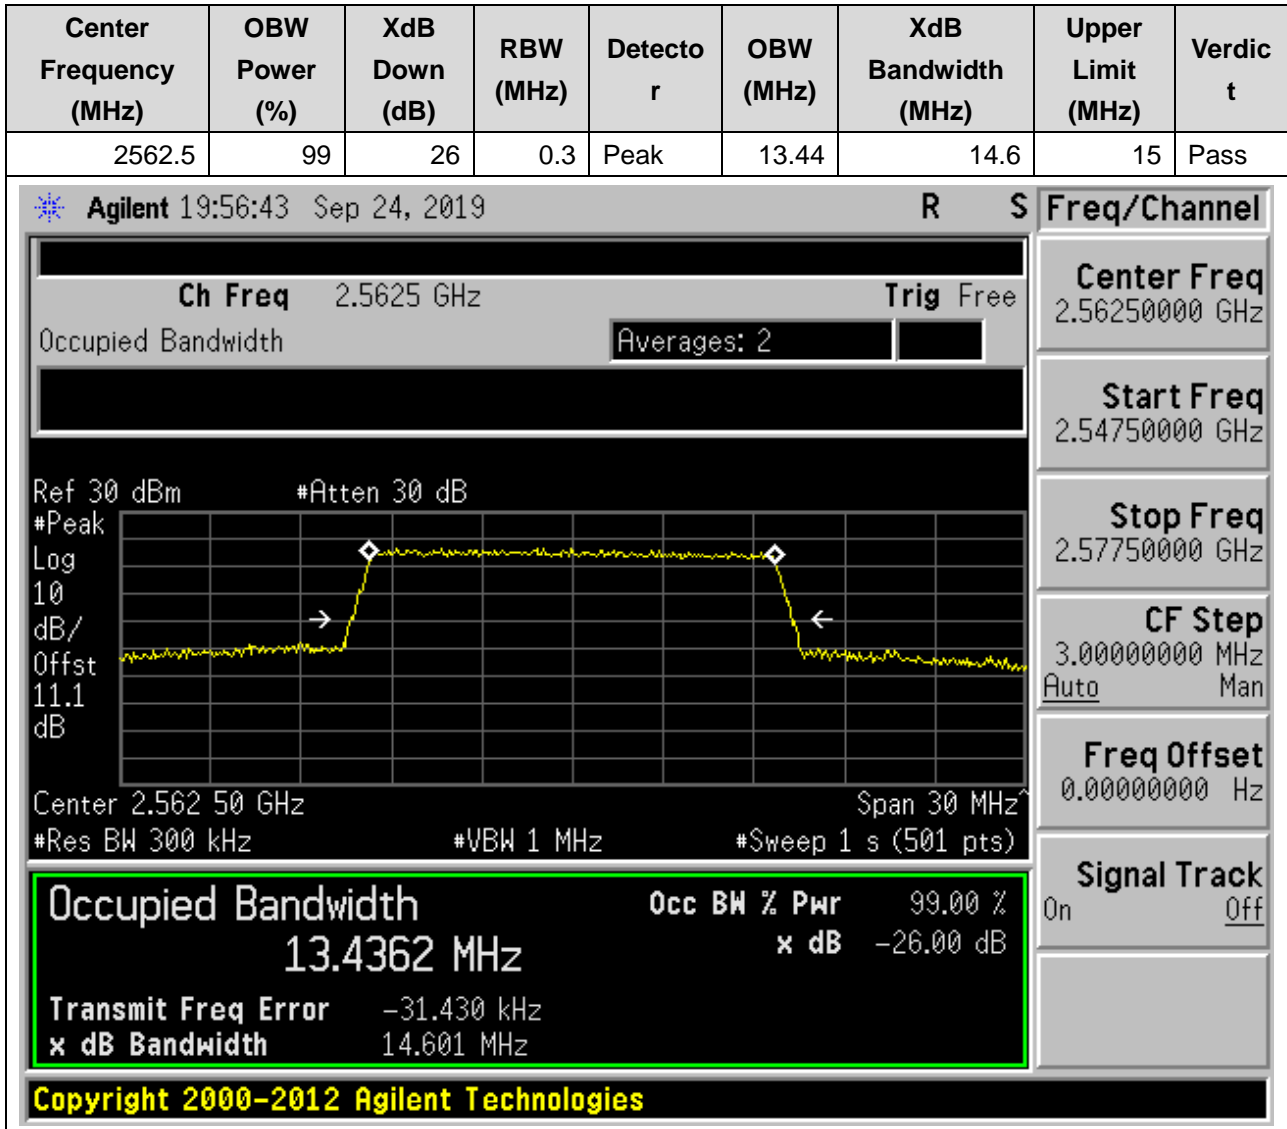 Center Frequency (MHz) OBW Power (%) XdB Down (dB) RBW (MHz) Detecto r OBW (MHz) XdB Bandwidth (MHz) Upper Limit (MHz) Verdic t
2562.5 99 26 0.3 Peak 13.44 14.6 15 Pass
Agilent 19:56:43 Sep 24, 2019 R S
Ch Freq 2.5625 GHz Trig Free
Occupied Bandwidth Averages: 2
Ref 30 dBm #Atten 30 dB
#Peak
Log
10
dB/
Offst
11.1
dB
Center 2.562 50 GHz Span 30 MHz^
#Res BW 300 kHz #VBW 1 MHz #Sweep 1 s (501 pts)
Occupied Bandwidth Occ BW % Pwr 99.00 %
13.4362 MHz x dB -26.00 dB
Transmit Freq Error -31.430 kHz
x dB Bandwidth 14.601 MHz
Copyright 2000-2012 Agilent Technologies
Freq/Channel
Center Freq
2.56250000 GHz
Start Freq
2.54750000 GHz
Stop Freq
2.57750000 GHz
CF Step
3.00000000 MHz
Auto Man
Freq Offset
0.00000000 Hz
Signal Track
On Off